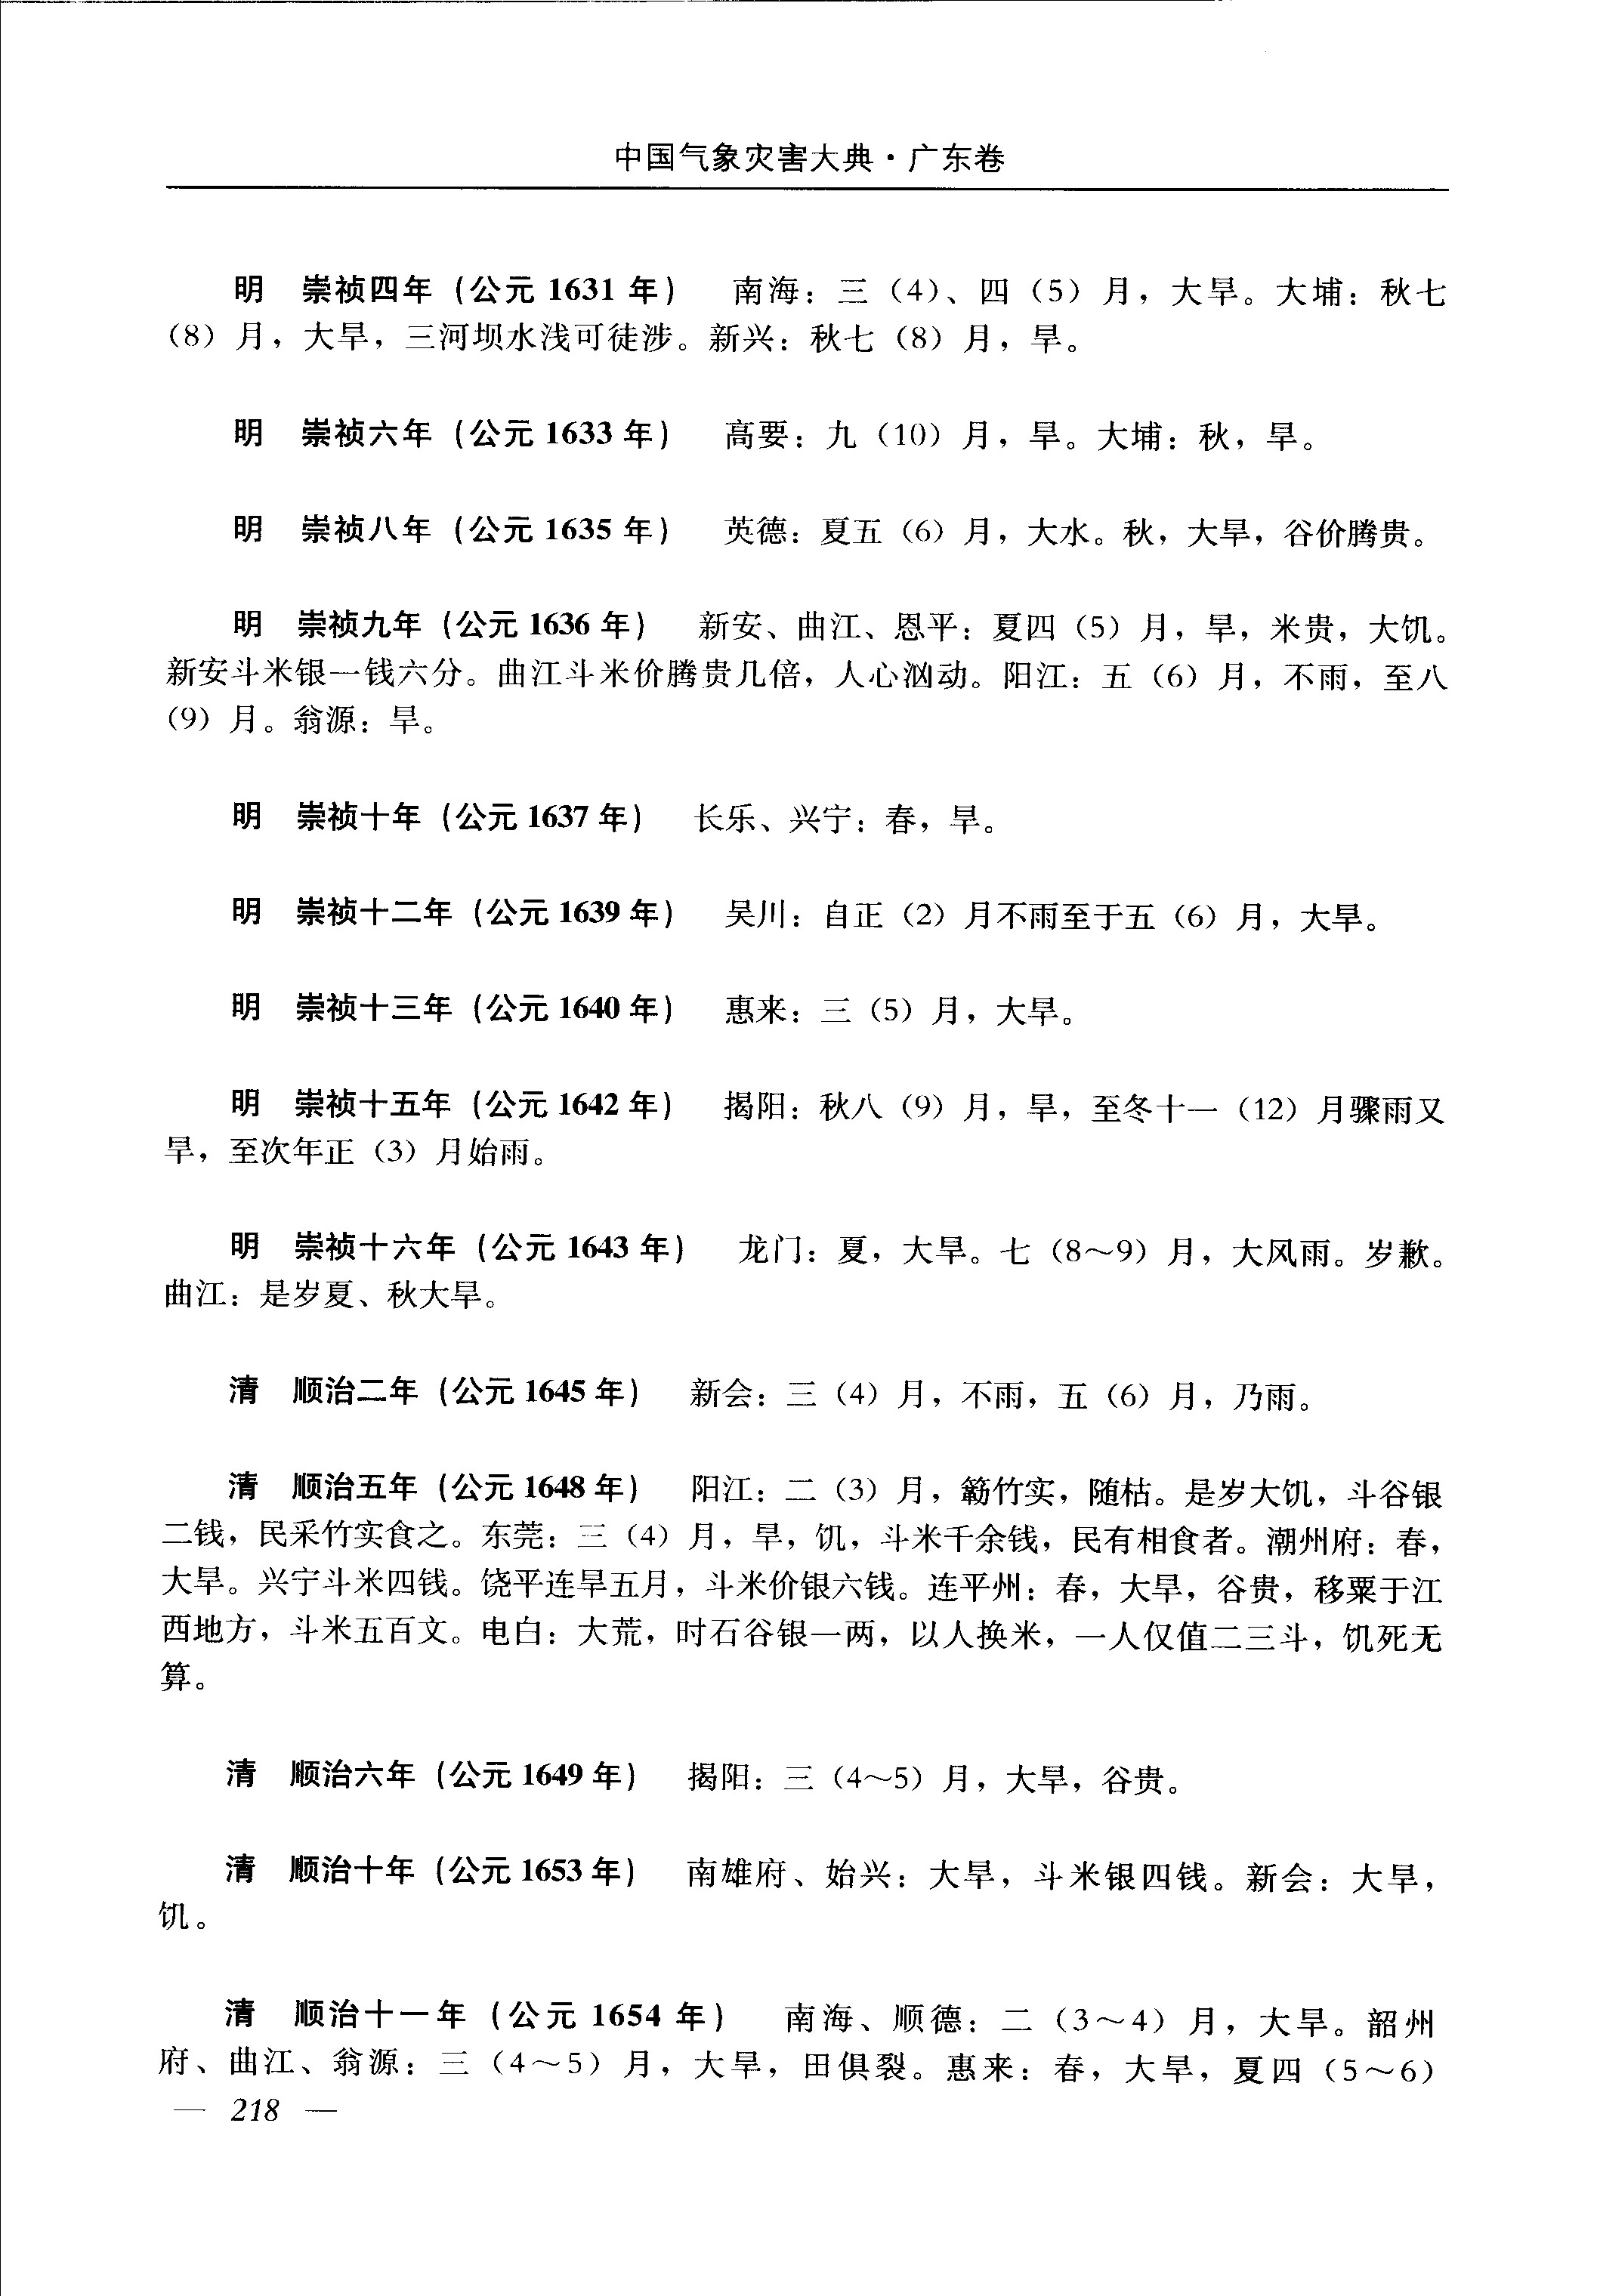 中国气象灾害大典·广东卷
明　崇祯四年（公元 1631 年）　南海：三（4）、四（5）月，大旱。大埔：秋七
（8）月，大旱，三河坝水浅可徒涉。新兴：秋七（8）月，旱。
明　崇祯六年（公元 1633 年）　高要：九（10）月，旱。大埔：秋，旱。
明　崇祯八年（公元 1635 年）　英德：夏五（6）月，大水。秋，大旱，谷价腾贵。
明　崇祯九年（公元 1636 年）　新安、曲江、恩平：夏四（5）月，旱，米贵，大饥。
新安斗米银一钱六分。曲江斗米价腾贵几倍，人心汹动。阳江：五（6）月，不雨，至八
（9）月。翁源：旱。
明　崇祯十年（公元 1637 年）　长乐、兴宁：春，旱。
明　崇祯十二年（公元 1639 年）　吴川：自正（2）月不雨至于五（6）月，大旱。
明　崇祯十三年（公元 1640 年）　惠来：三（5）月，大旱。
明　崇祯十五年（公元 1642 年）　揭阳：秋八（9）月，旱，至冬十一（12）月骤雨又
旱，至次年正（3）月始雨。
明　崇祯十六年（公元 1643 年）　龙门：夏，大旱。七（8～9）月，大风雨。岁歉。
曲江：是岁夏、秋大旱。
清　顺治二年（公元 1645 年）　新会：三（4）月，不雨，五（6）月，乃雨。
清　顺治五年（公元 1648 年）　阳江：二（3）月，簕竹实，随枯。是岁大饥，斗谷银
二钱，民采竹实食之。东莞：三（4）月，旱，饥，斗米千余钱，民有相食者。潮州府：春，
大旱。兴宁斗米四钱。饶平连旱五月，斗米价银六钱。连平州：春，大旱，谷贵，移粟于江
西地方，斗米五百文。电白：大荒，时石谷银一两，以人换米，一人仅值二三斗，饥死无
算。
清　顺治六年（公元 1649 年）　揭阳：三（4～5）月，大旱，谷贵。
清　顺治十年（公元 1653 年）　南雄府、始兴：大旱，斗米银四钱。新会：大旱，
饥。
清　顺治十一年（公元 1654 年）　南海、顺德：二（3～4）月，大旱。韶州
府、曲江、翁源：三（4～5）月，大旱，田俱裂。惠来：春，大旱，夏四（5～6）
— 218 —